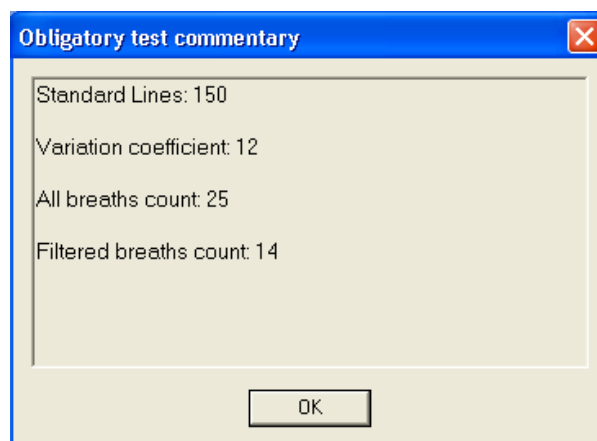 Obligatory test commentary
Standard Lines: 150
Variation coefficient: 12
All breaths count: 25
Filtered breaths count: 14
OK